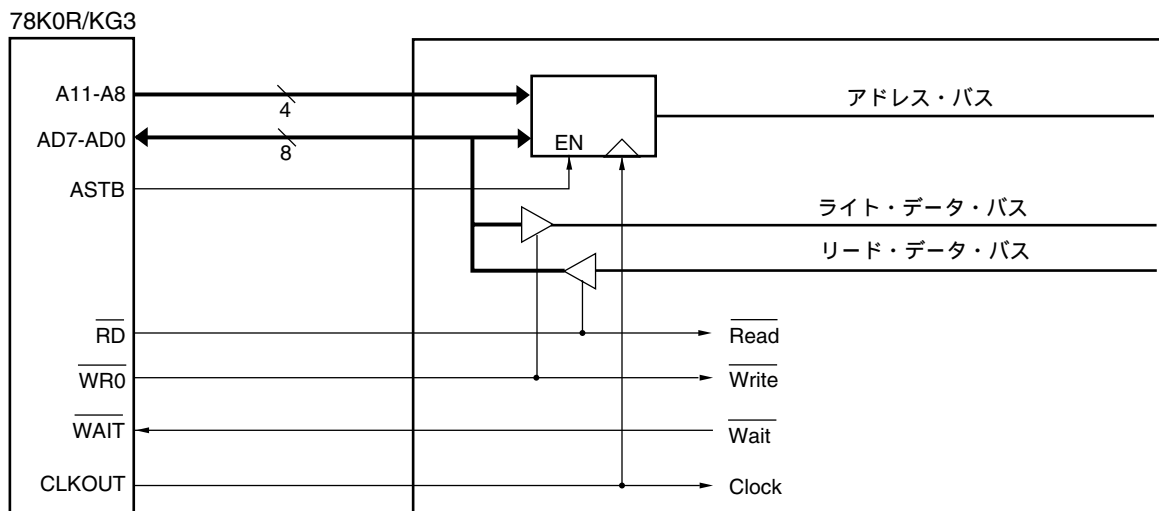 78K0R/KG3
A11-A8
4
アドレス・バス
AD7-AD0
8
EN
ASTB
ライト・データ・バス
リード・データ・バス
RD
Read
WR0
Write
WAIT
Wait
CLKOUT
Clock